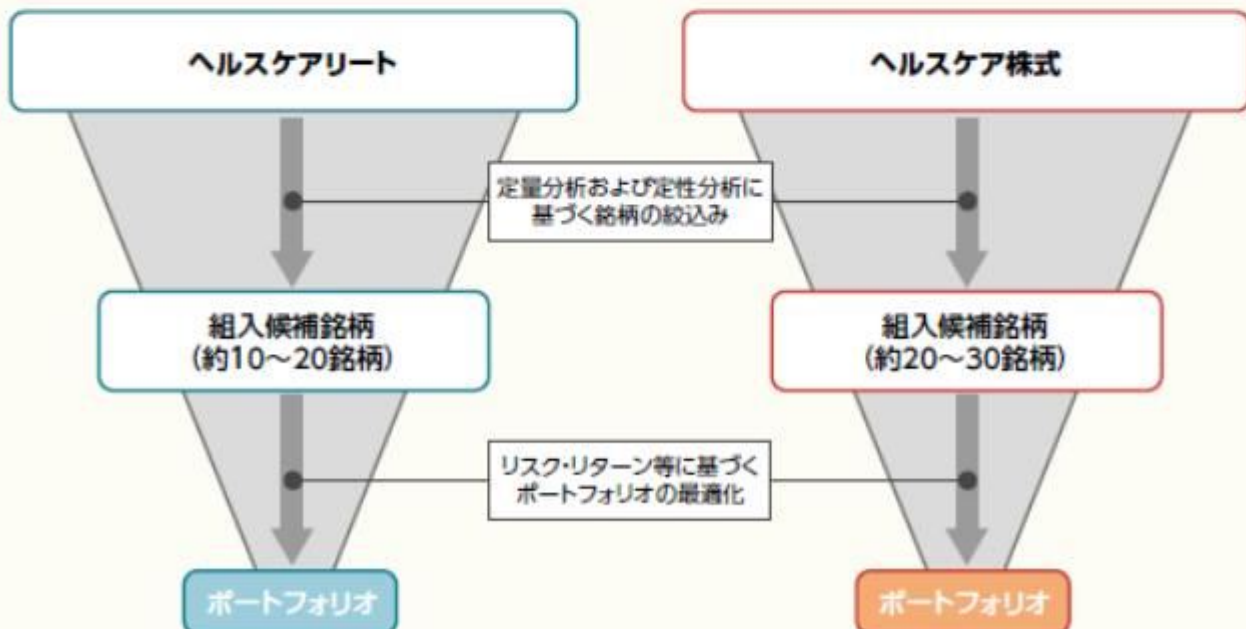 ヘルスケアリート
ヘルスケア株式
定量分析および定性分析に
基づく銘柄の絞込み
組入候補銘柄
(約10～20銘柄)
組入候補銘柄
(約20～30銘柄)
リスク・リターン等に基づく
ポートフォリオの最適化
ポートフォリオ
ポートフォリオ